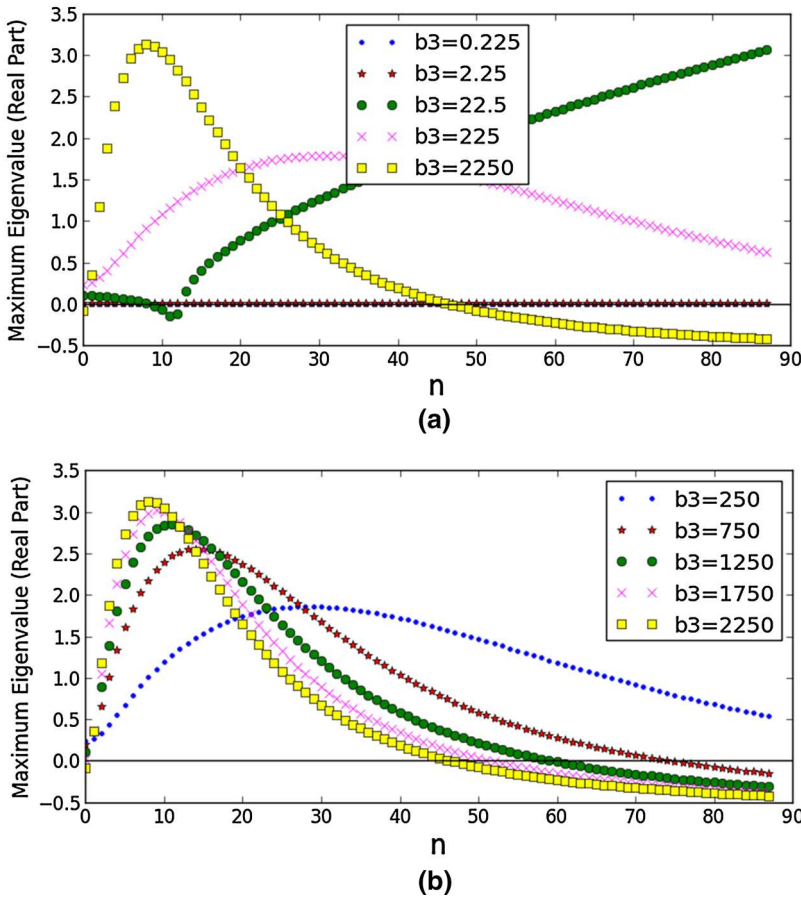 3.5
3.0
2.5
2.0
1.5
1.0
0.5
0.0
−0.5
Maximum Eigenvalue (Real Part)
b3=0.225
b3=2.25
b3=22.5
b3=225
b3=2250
0 10 20 30 40 50 60 70 80 90
n
(a)
3.5
3.0
2.5
2.0
1.5
1.0
0.5
0.0
−0.5
Maximum Eigenvalue (Real Part)
b3=250
b3=750
b3=1250
b3=1750
b3=2250
0 10 20 30 40 50 60 70 80 90
n
(b)